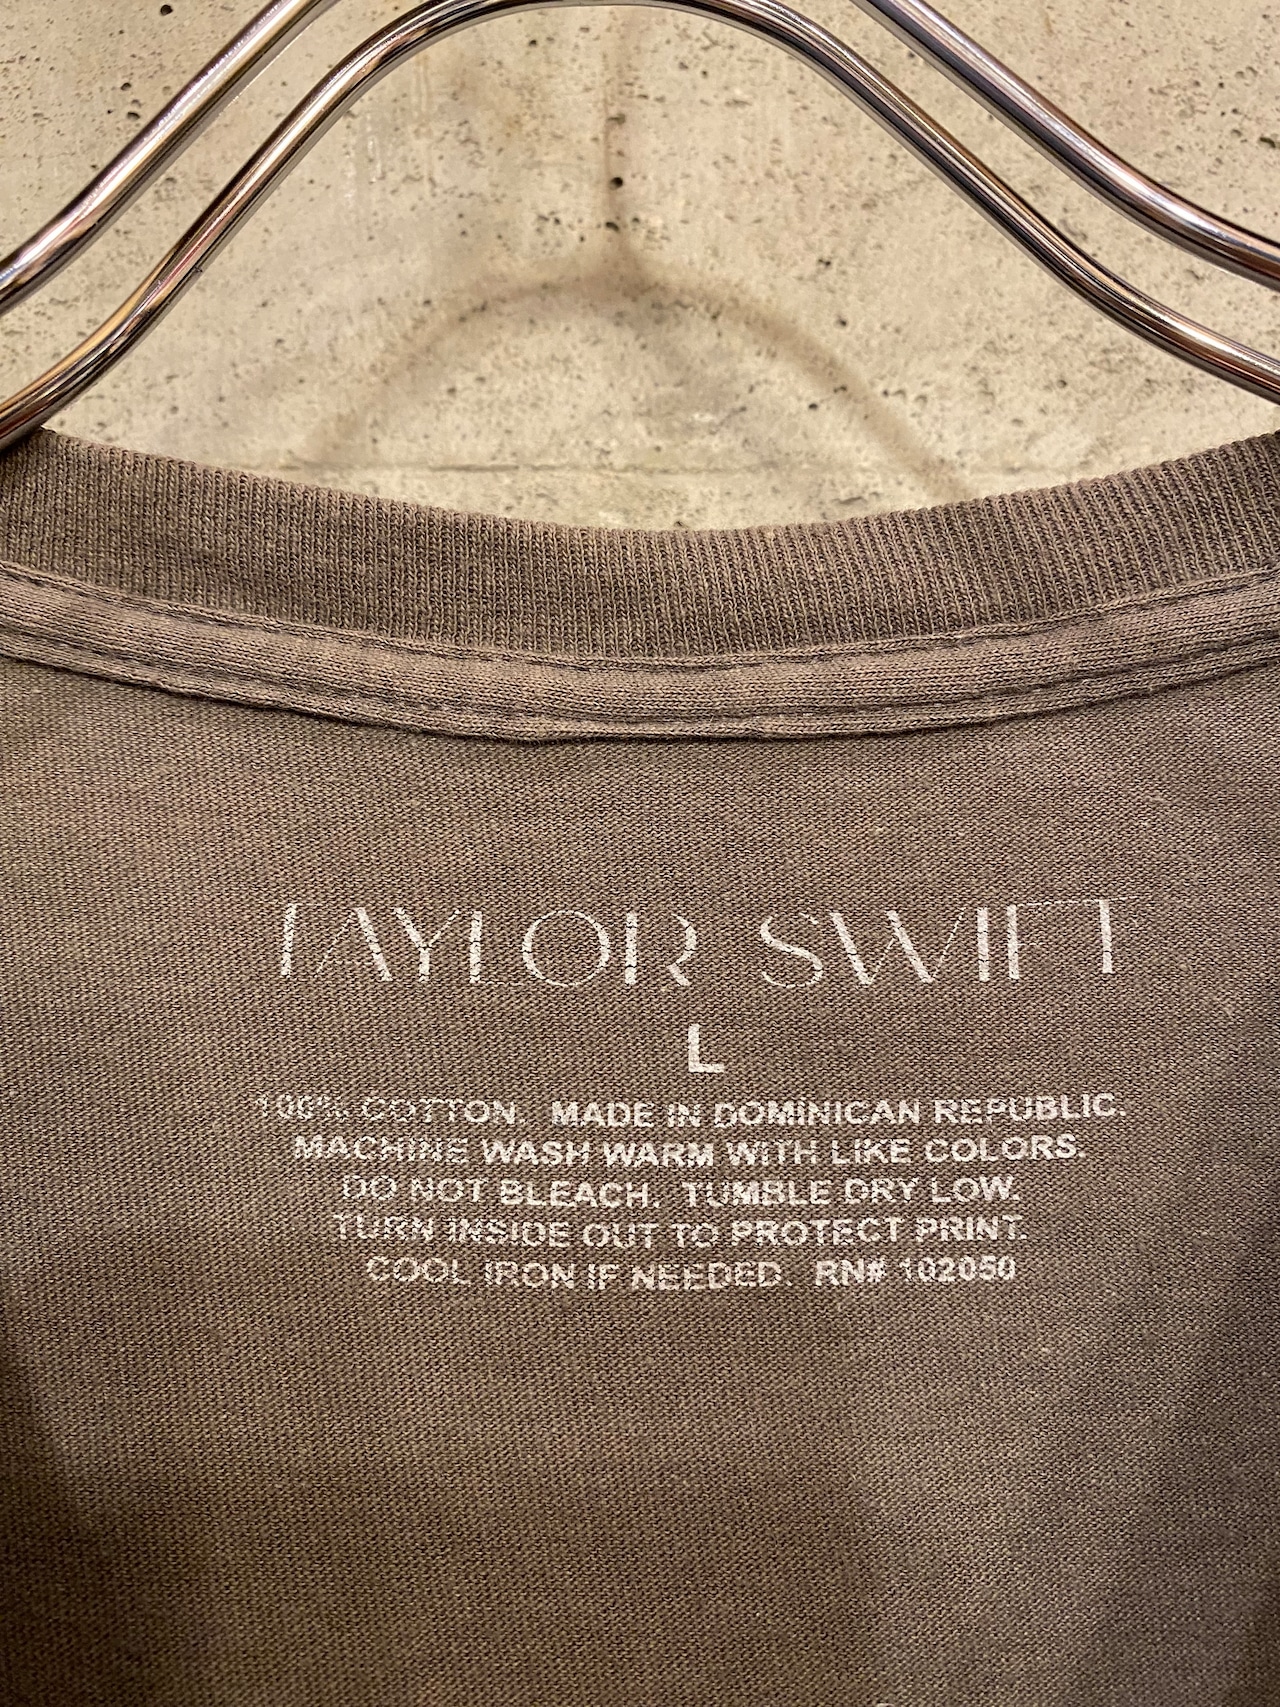 TAYLOR SWIFT
L
100% COTTON. MADE IN DOMINICAN REPUBLIC.
MACHINE WASH WARM WITH LIKE COLORS.
DO NOT BLEACH. TUMBLE DRY LOW.
TURN INSIDE OUT TO PROTECT PRINT.
COOL IRON IF NEEDED. RN# 102050